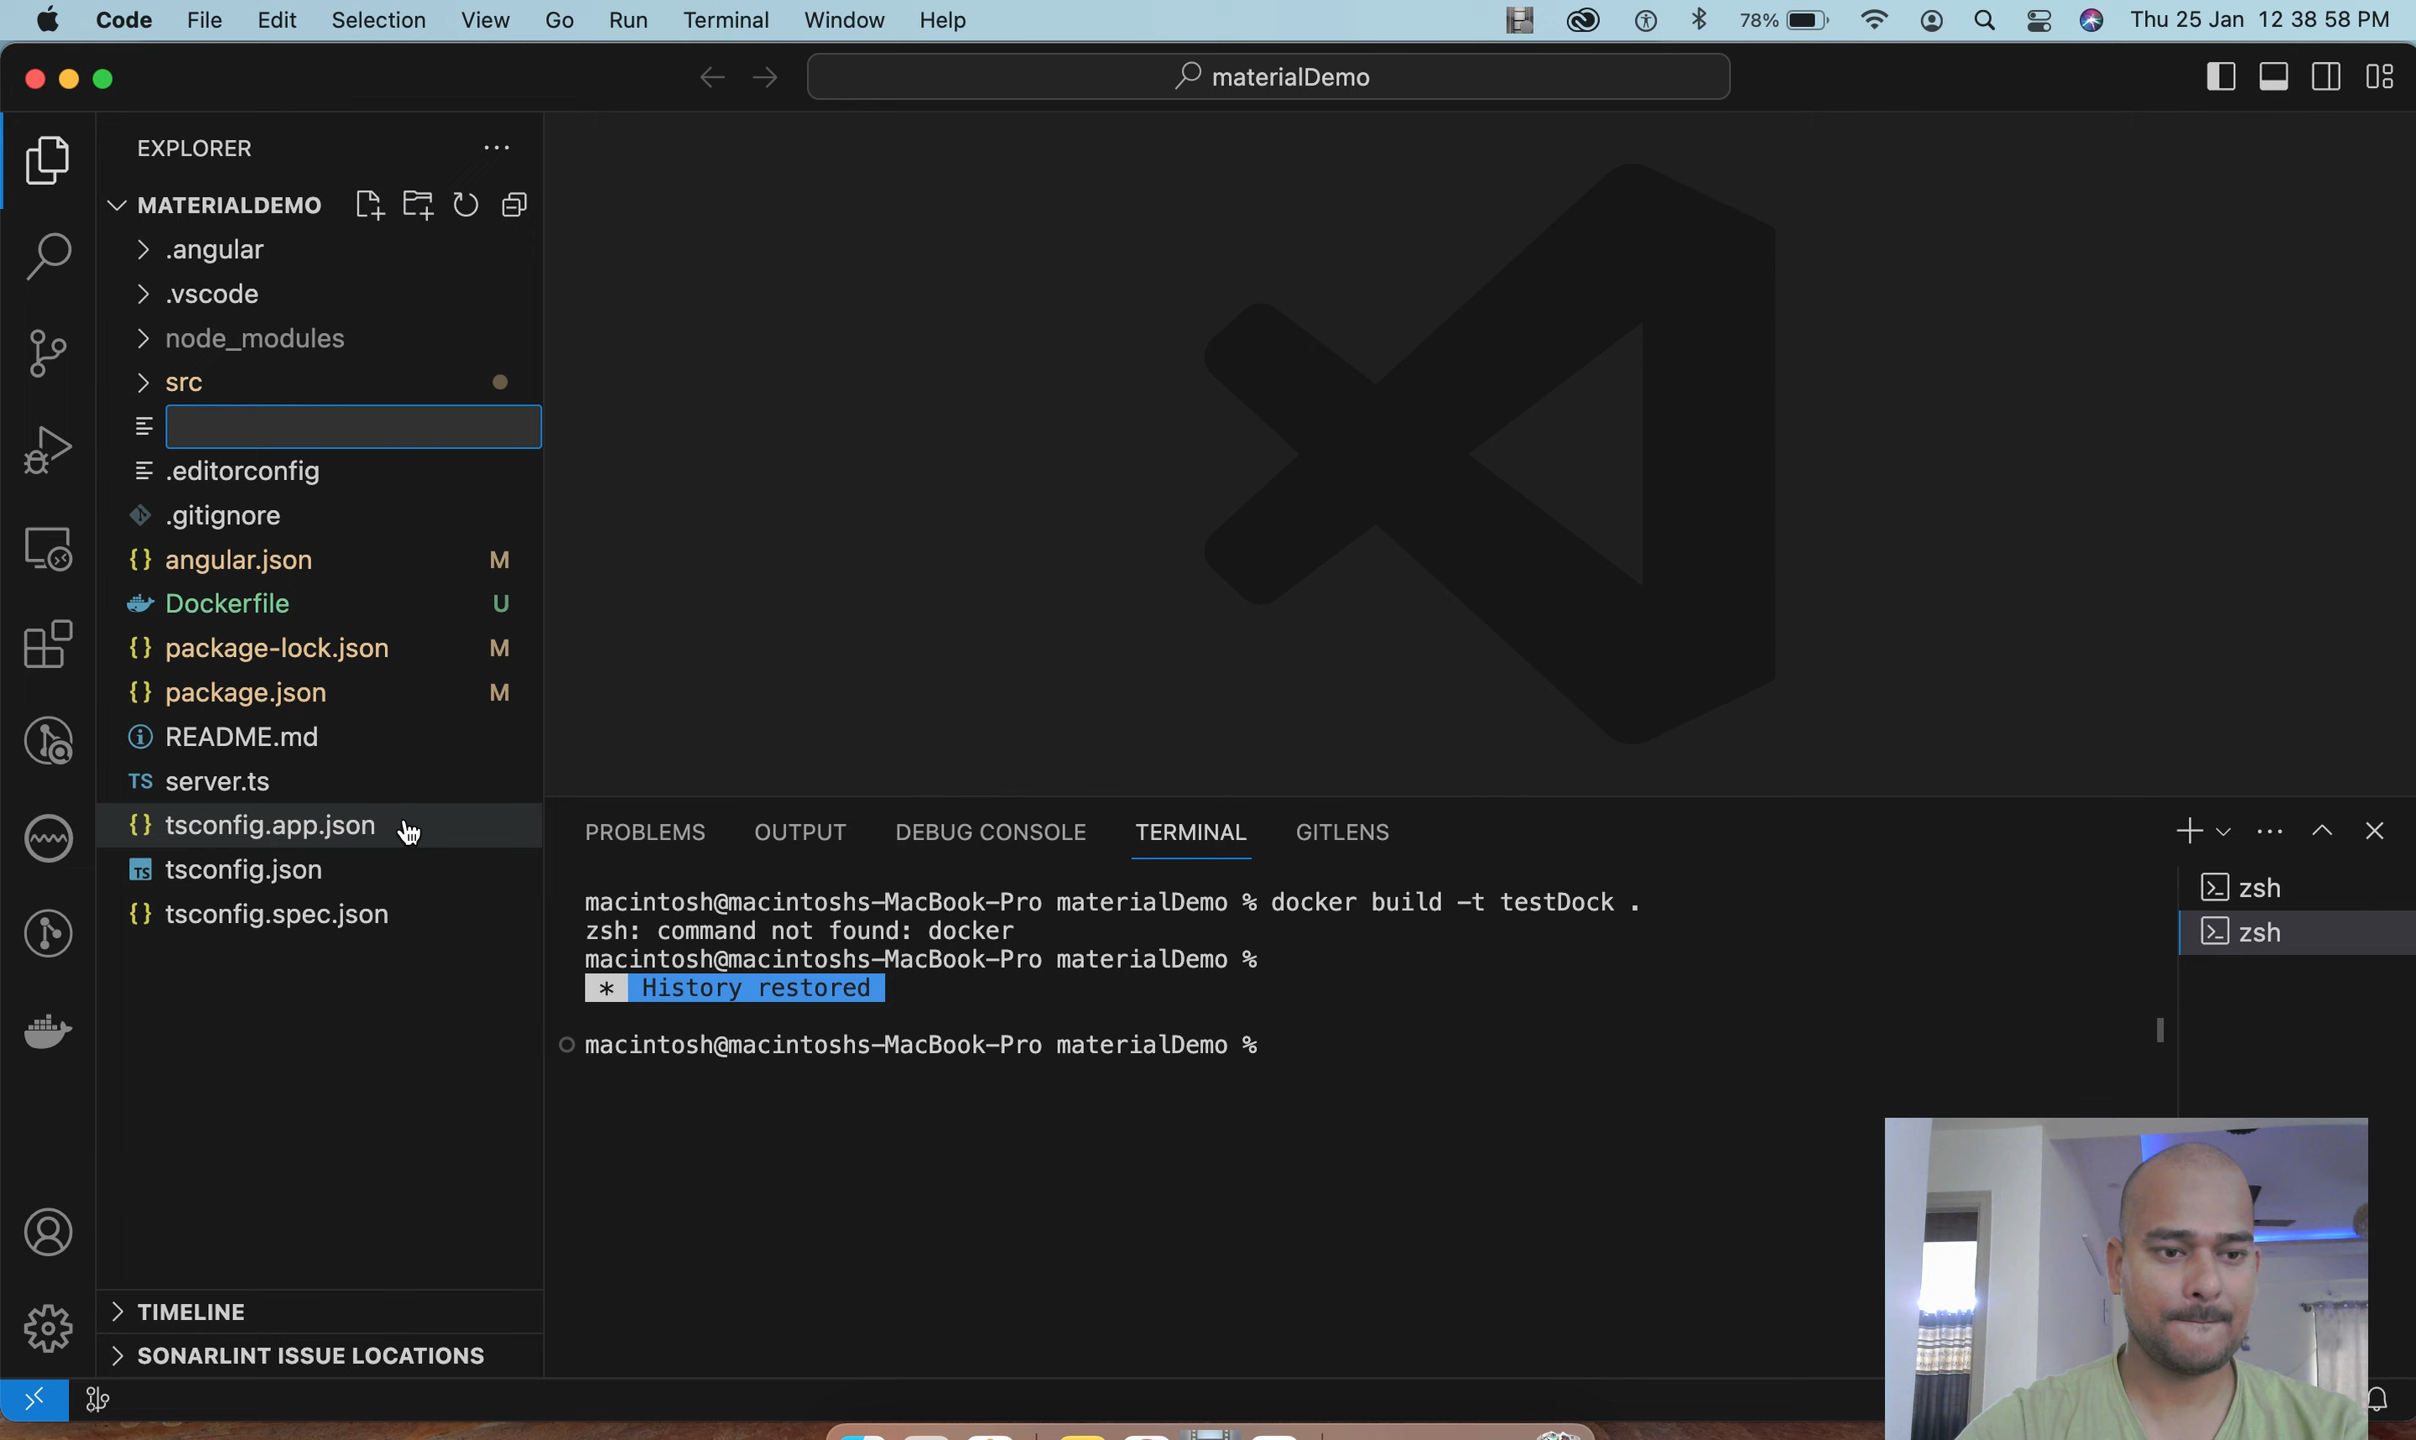 Code File Edit Selection View Go Run Terminal Window Help 78% Thu 25 Jan 12 38 58 PM
materialDemo
EXPLORER
MATERIALDEMO
.angular
.vscode
node_modules
src
.editorconfig
.gitignore
{} angular.json M
Dockerfile U
{} package-lock.json M
{} package.json M
README.md
TS server.ts
{} tsconfig.app.json
TS tsconfig.json
{} tsconfig.spec.json
TIMELINE
SONARLINT ISSUE LOCATIONS
PROBLEMS OUTPUT DEBUG CONSOLE TERMINAL GITLENS
macintosh@macintoshs-MacBook-Pro materialDemo % docker build -t testDock .
zsh: command not found: docker
macintosh@macintoshs-MacBook-Pro materialDemo %
* History restored
macintosh@macintoshs-MacBook-Pro materialDemo %
zsh
zsh